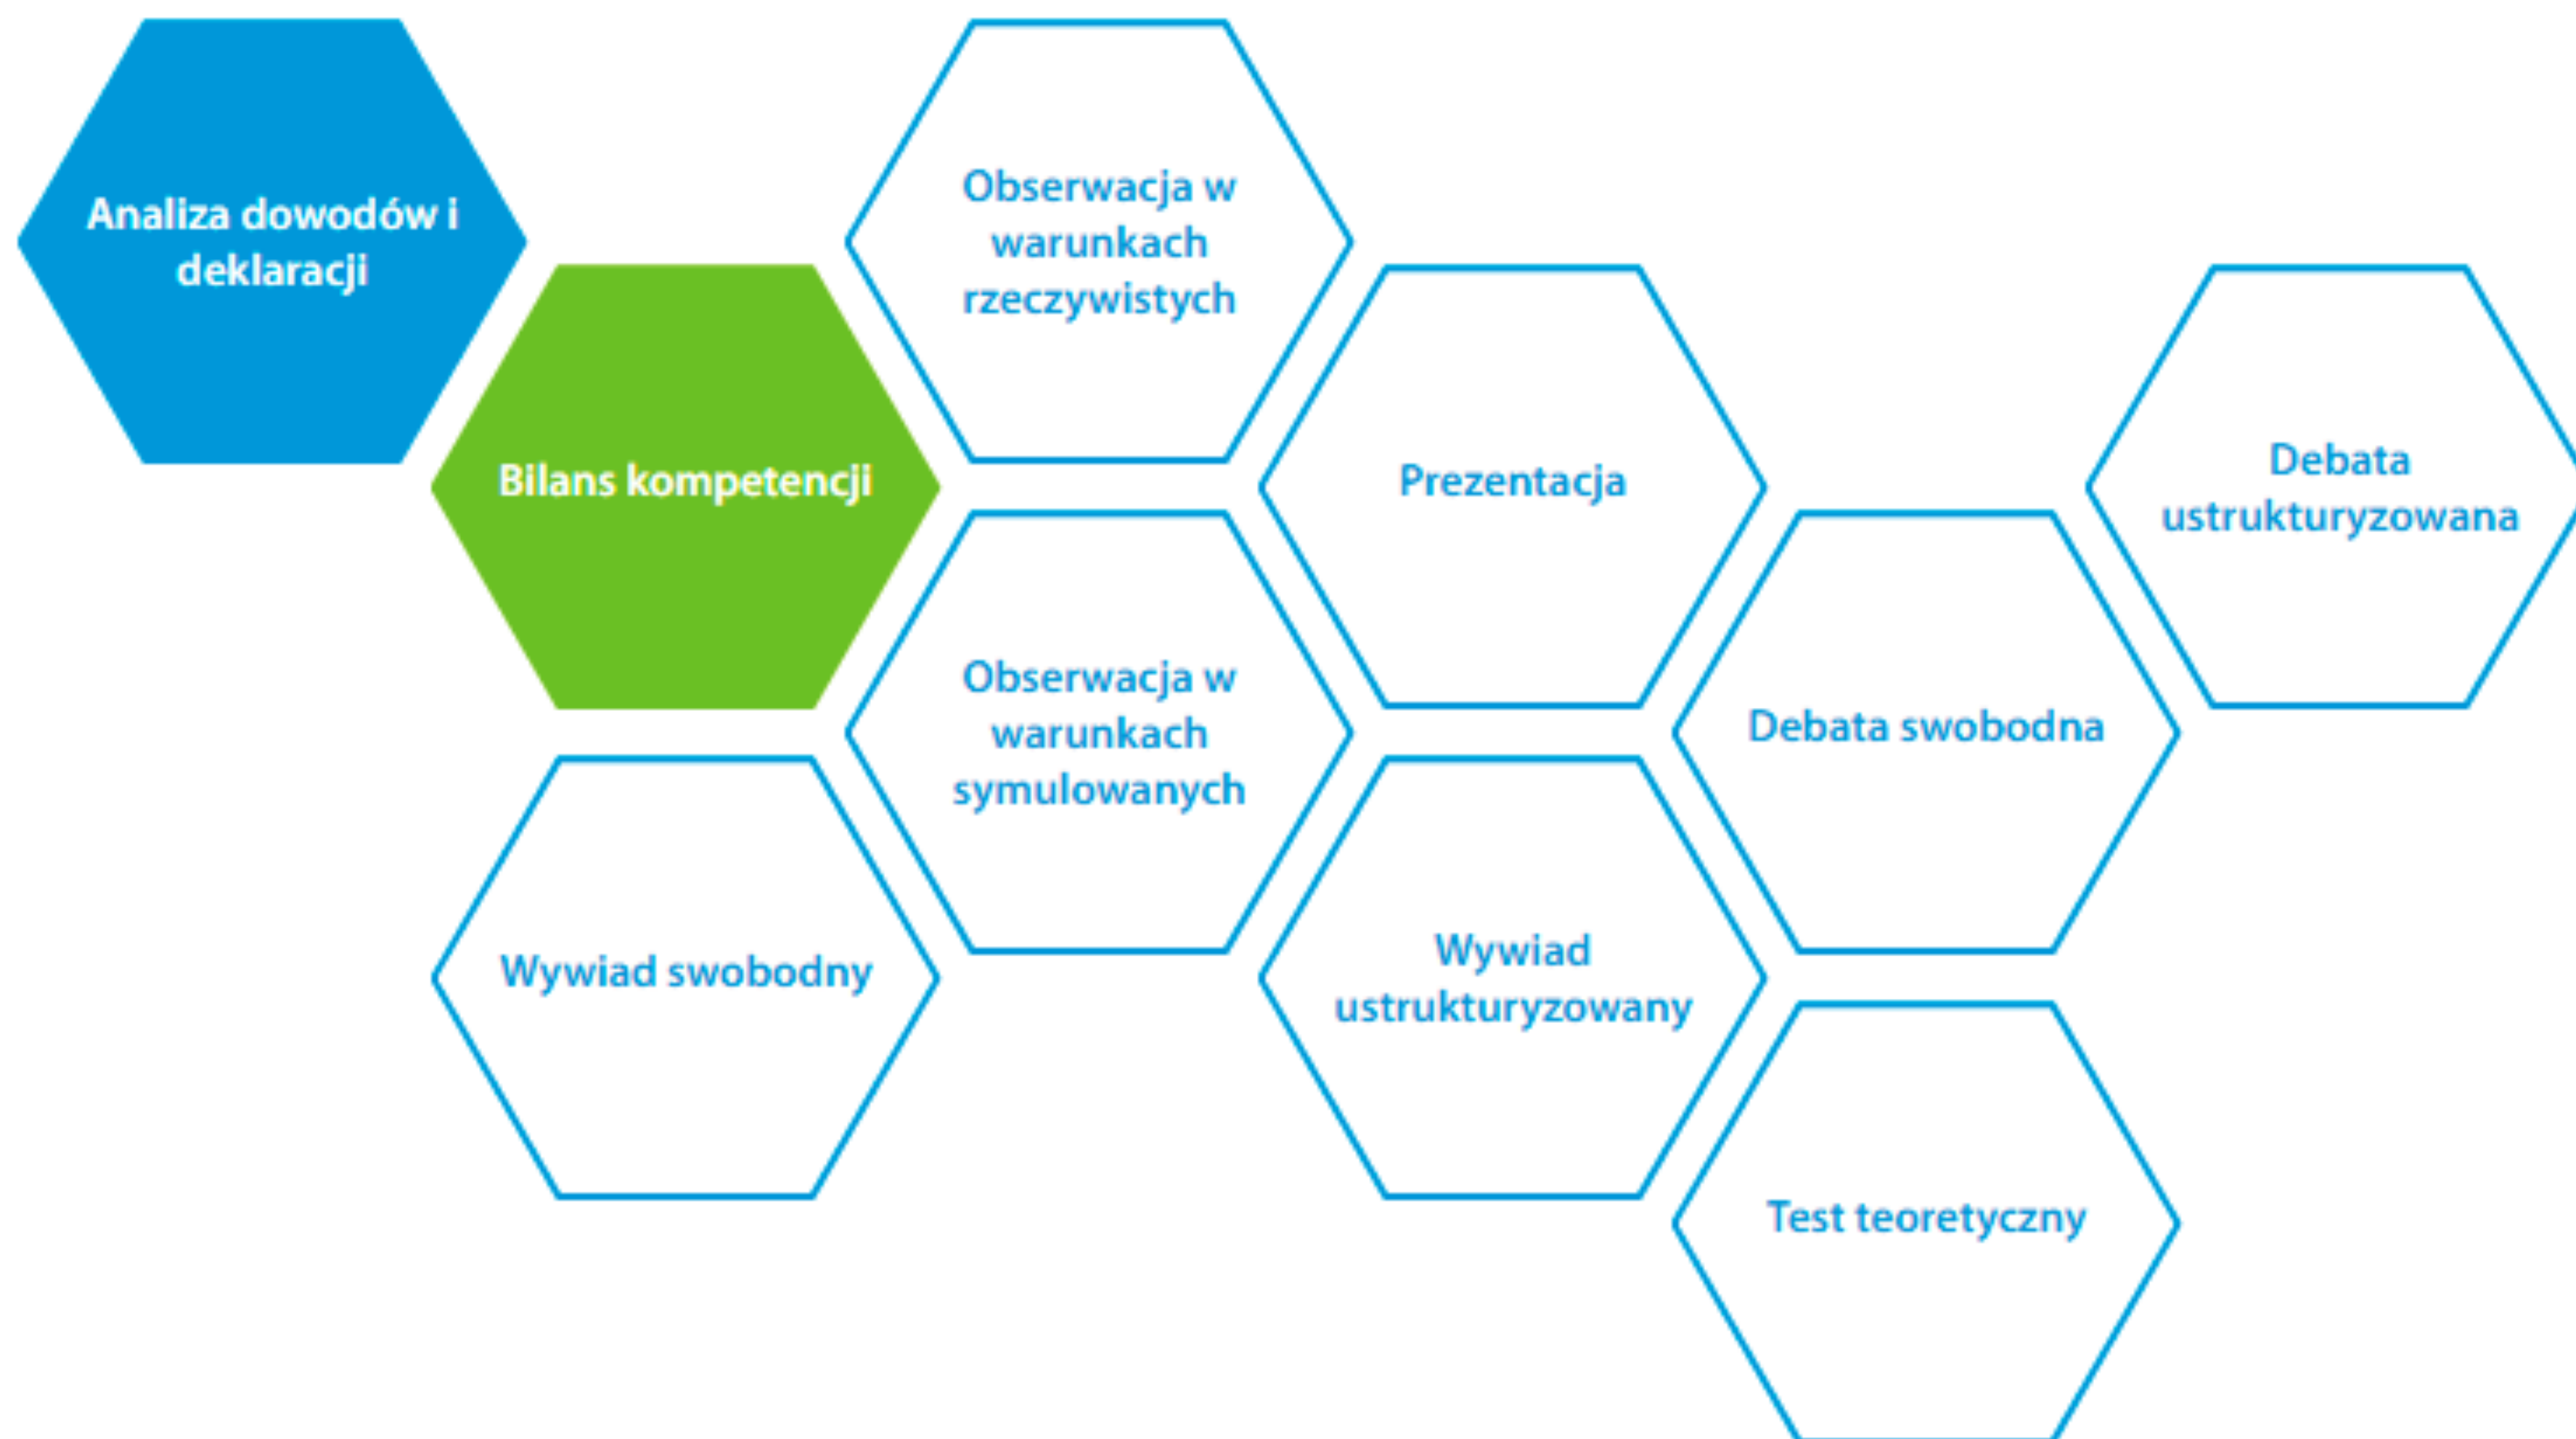 Analiza dowodów i
deklaracji
Obserwacja w
warunkach
rzeczywistych
Bilans kompetencji
Prezentacja
Debata
ustrukturyzowana
Obserwacja w
warunkach
symulowanych
Debata swobodna
Wywiad swobodny
Wywiad
ustrukturyzowany
Test teoretyczny